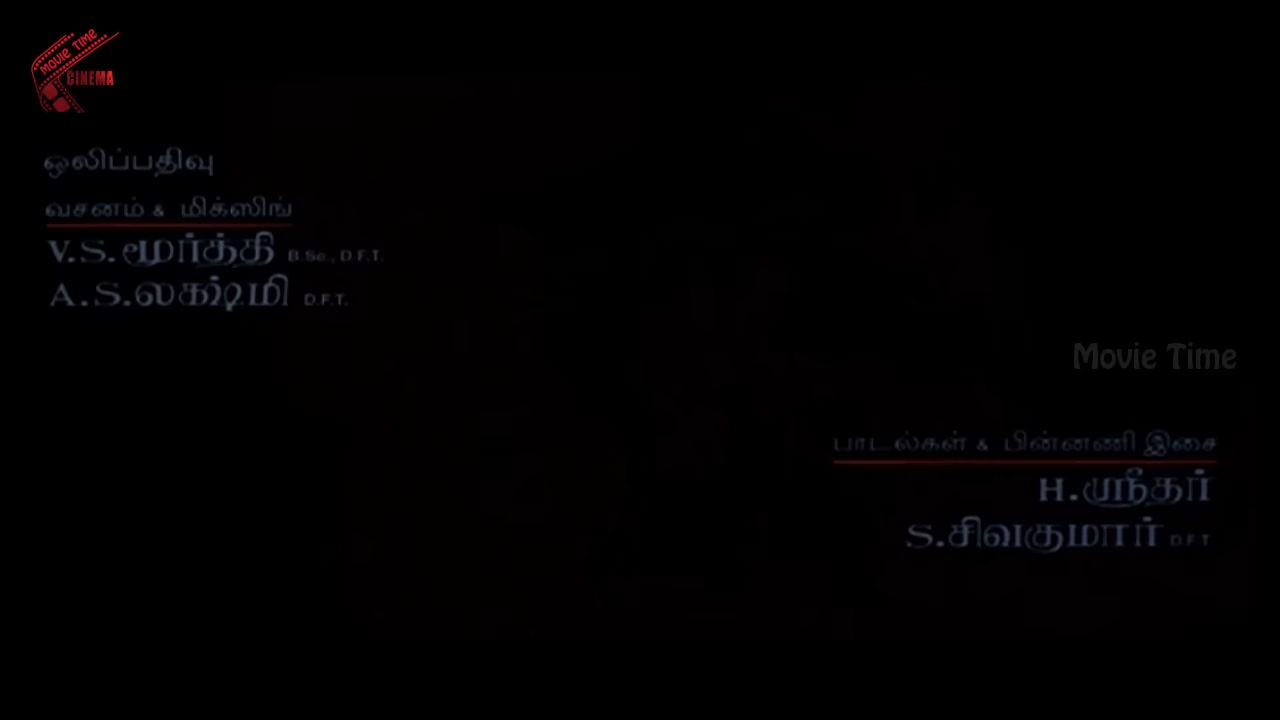 MOVIE TIME
CINEMA
ஒலிப்பதிவு
வசனம் & மிக்ஸிங்
V.S.மூர்த்தி B.Sc., D.F.T.
A.S.லக்ஷ்மி D.F.T.
Movie Time
பாடல்கள் & பின்னணி இசை
H.ஸ்ரீதர்
S.சிவகுமார் D.F.T